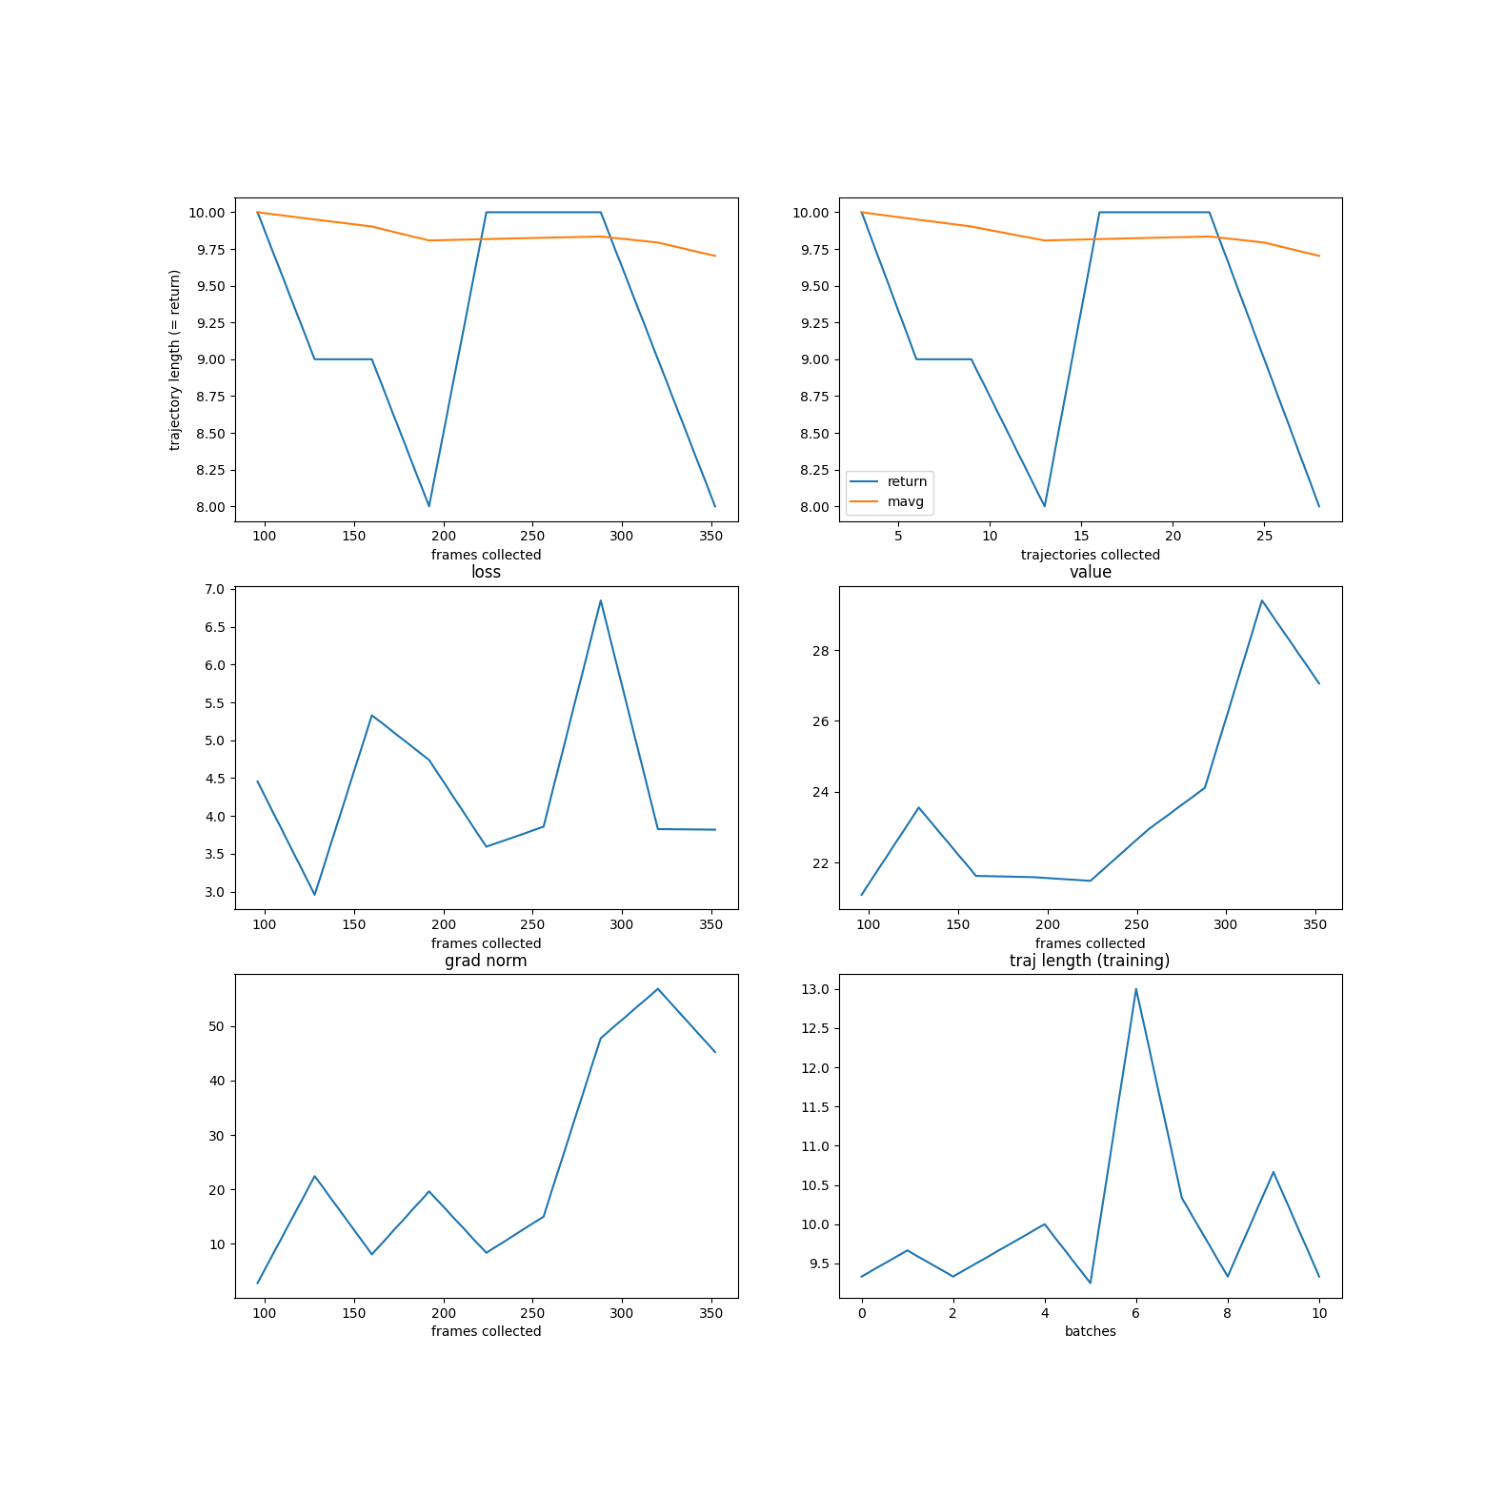 trajectory length (= return)
10.00
9.75
9.50
9.25
9.00
8.75
8.50
8.25
8.00
100 150 200 250 300 350
frames collected
10.00
9.75
9.50
9.25
9.00
8.75
8.50
8.25
8.00
return
mavg
5 10 15 20 25
trajectories collected
loss
7.0
6.5
6.0
5.5
5.0
4.5
4.0
3.5
3.0
100 150 200 250 300 350
frames collected
value
28
26
24
22
100 150 200 250 300 350
frames collected
grad norm
50
40
30
20
10
100 150 200 250 300 350
frames collected
traj length (training)
13.0
12.5
12.0
11.5
11.0
10.5
10.0
9.5
0 2 4 6 8 10
batches